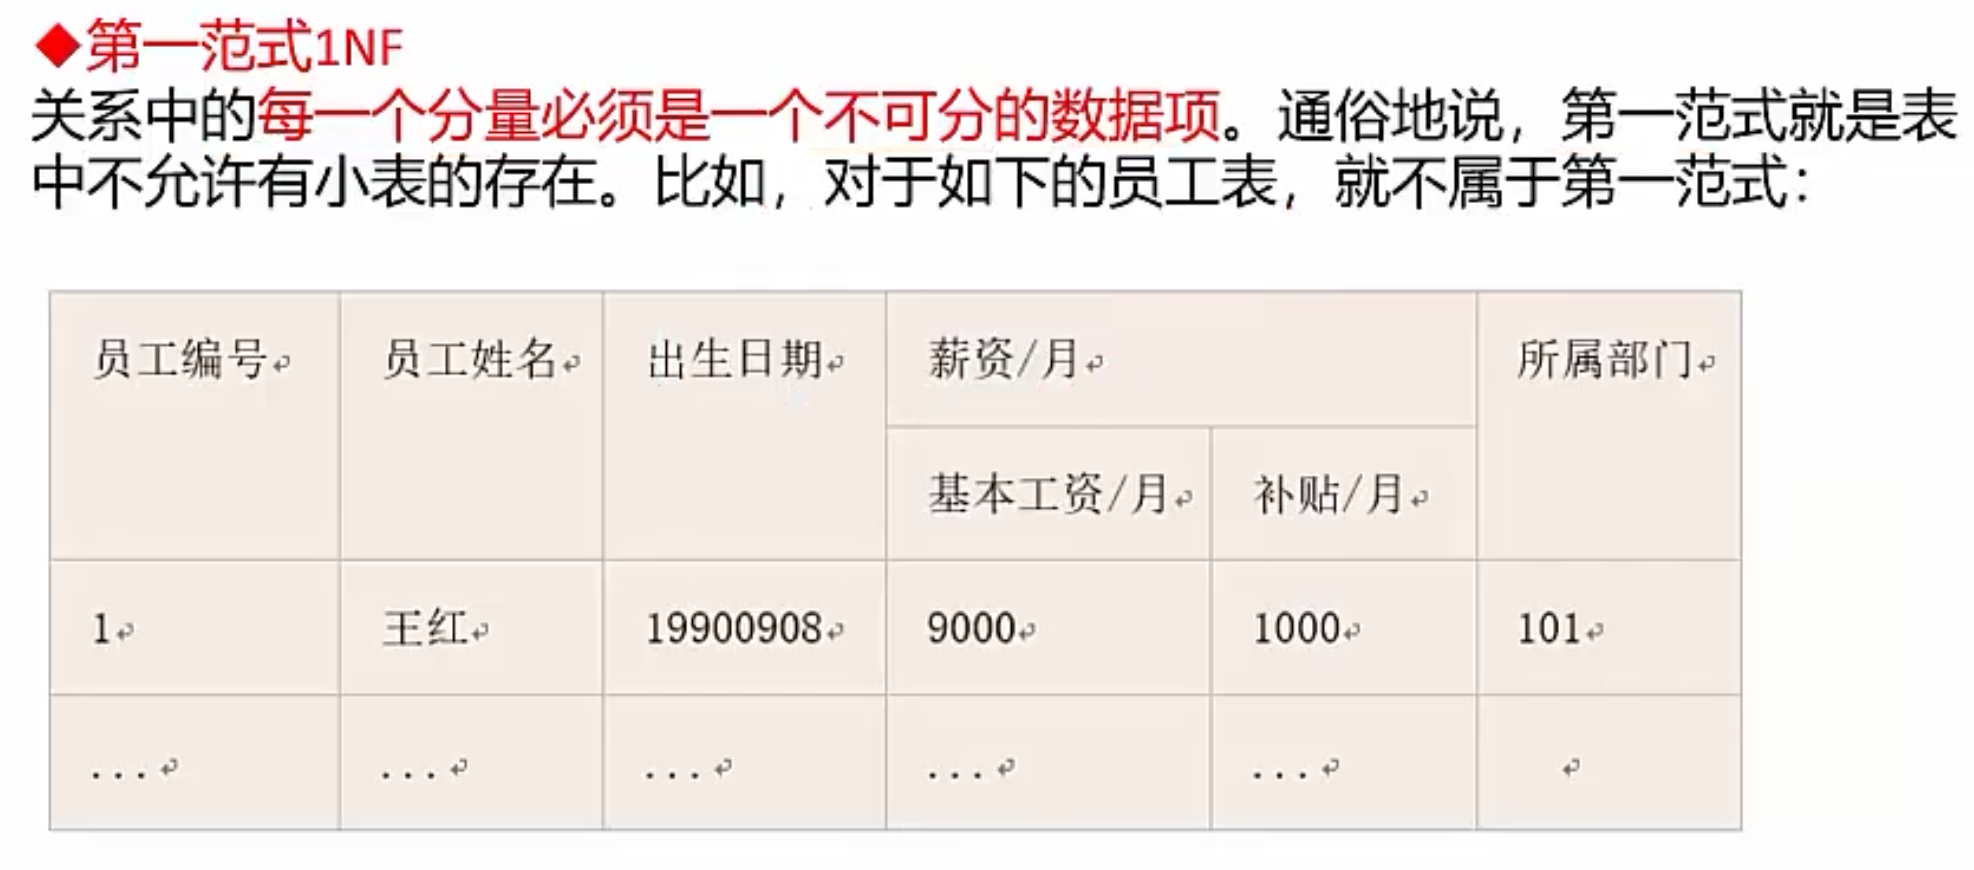 ◆第一范式1NF
关系中的每一个分量必须是一个不可分的数据项。通俗地说，第一范式就是表
中不允许有小表的存在。比如，对于如下的员工表，就不属于第一范式：
员工编号 员工姓名 出生日期 薪资/月 所属部门
基本工资/月 补贴/月
1 王红 19900908 9000 1000 101
... ... ... ... ...